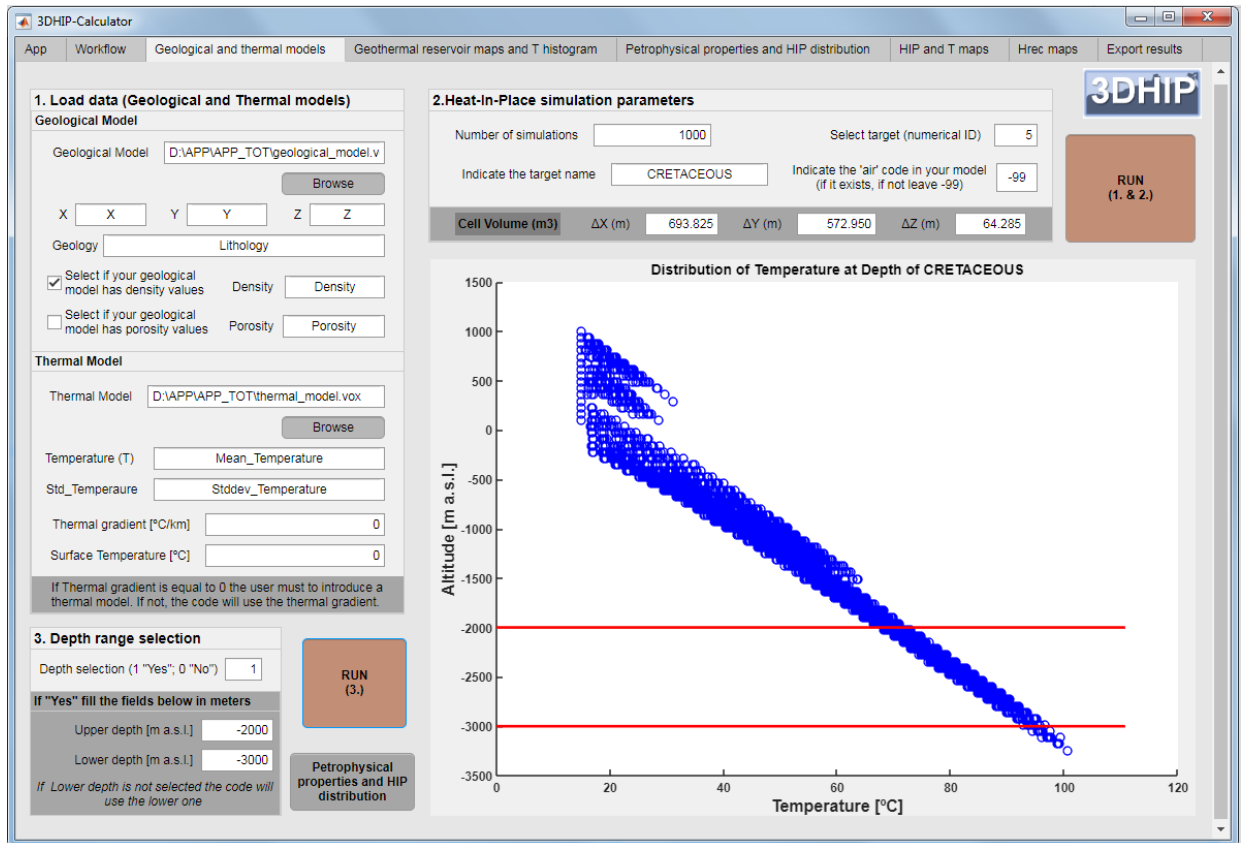 3DHIP-Calculator
App
Workflow
Geological and thermal models
Geothermal reservoir maps and T histogram
Petrophysical properties and HIP distribution
HIP and T maps
Hrec maps
Export results
3DHIP
1. Load data (Geological and Thermal models)
Geological Model
Geological Model
D:\APP\APP_TOT\geological_model.v
Browse
X
X
Y
Y
Z
Z
Geology
Lithology
Select if your geological
model has density values
Density
Density
Select if your geological
model has porosity values
Porosity
Porosity
Thermal Model
Thermal Model
D:\APP\APP_TOT\thermal_model.vox
Browse
Temperature (T)
Mean_Temperature
Std_Temperaure
Stddev_Temperature
Thermal gradient [ºC/km]
0
Surface Temperature [ºC]
0
If Thermal gradient is equal to 0 the user must to introduce a
thermal model. If not, the code will use the thermal gradient.
2.Heat-In-Place simulation parameters
Number of simulations
1000
Select target (numerical ID)
5
Indicate the target name
CRETACEOUS
Indicate the 'air' code in your model
(if it exists, if not leave -99)
-99
Cell Volume (m3)
ΔX (m)
693.825
ΔY (m)
572.950
ΔZ (m)
64.285
RUN
(1. & 2.)
3. Depth range selection
Depth selection (1 "Yes"; 0 "No")
1
If "Yes" fill the fields below in meters
Upper depth [m a.s.l.]
-2000
Lower depth [m a.s.l.]
-3000
If Lower depth is not selected the code will
use the lower one
RUN
(3.)
Petrophysical
properties and HIP
distribution
Distribution of Temperature at Depth of CRETACEOUS
Altitude [m a.s.l.]
1500
1000
500
0
-500
-1000
-1500
-2000
-2500
-3000
-3500
0
20
40
60
80
100
120
Temperature [ºC]